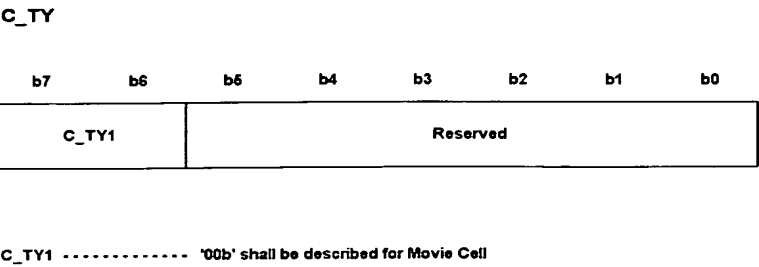 C_TY
b7 b6 b5 b4 b3 b2 b1 b0
C_TY1 Reserved
C_TY1 -------------- '00b' shall be described for Movie Cell